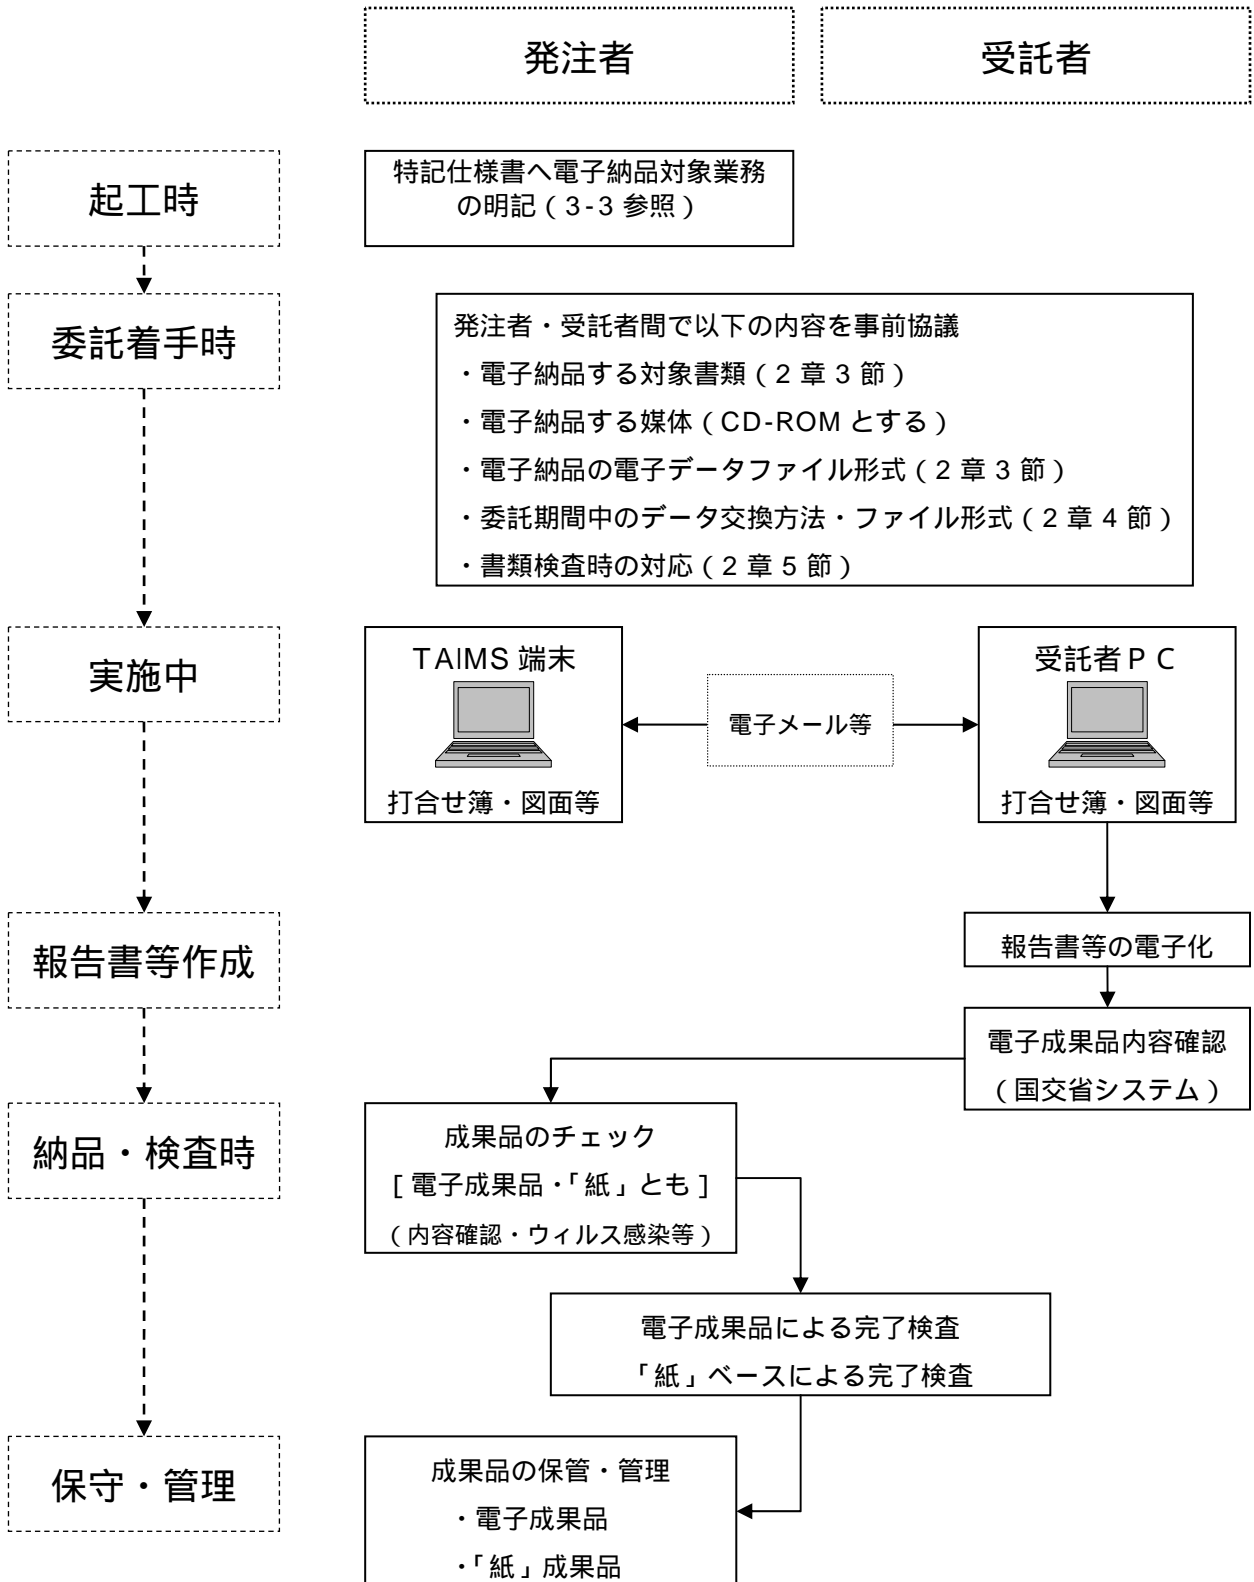 発注者
受託者
起工時
特記仕様書へ電子納品対象業務
の明記（3-3 参照）
委託着手時
発注者・受託者間で以下の内容を事前協議
・電子納品する対象書類（2 章 3 節）
・電子納品する媒体（CD-ROM とする）
・電子納品の電子データファイル形式（2 章 3 節）
・委託期間中のデータ交換方法・ファイル形式（2 章 4 節）
・書類検査時の対応（2 章 5 節）
実施中
TAIMS 端末
打合せ簿・図面等
電子メール等
受託者ＰＣ
打合せ簿・図面等
報告書等作成
報告書等の電子化
電子成果品内容確認
（国交省システム）
納品・検査時
成果品のチェック
[ 電子成果品・「紙」とも ]
（内容確認・ウィルス感染等）
電子成果品による完了検査
「紙」ベースによる完了検査
保守・管理
成果品の保管・管理
・電子成果品
・「紙」成果品